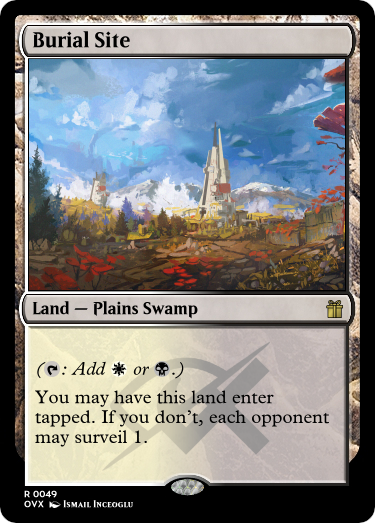 Burial Site
Land — Plains Swamp
(T: Add W or B.)
You may have this land enter
tapped. If you don't, each opponent
may surveil 1.
R 0049
OVX Ismail Inceoglu